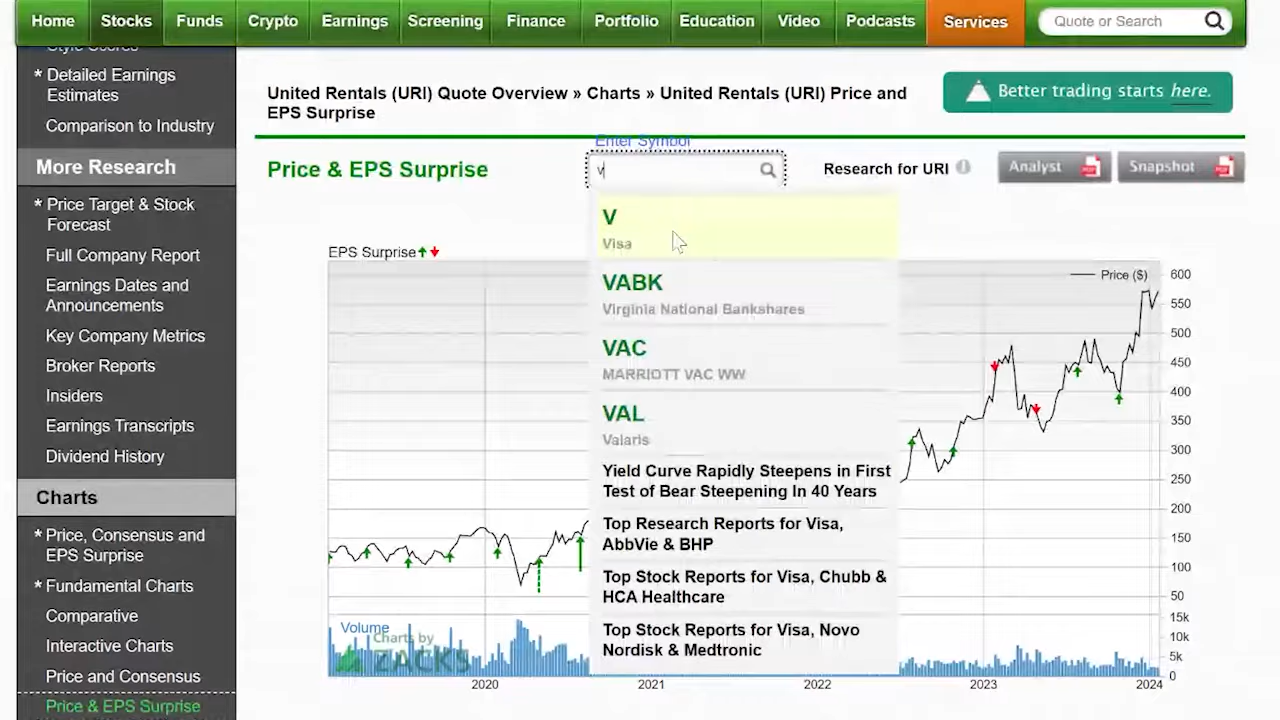 Home Stocks Funds Crypto Earnings Screening Finance Portfolio Education Video Podcasts Services Quote or Search
Style Scores
* Detailed Earnings
Estimates
Comparison to Industry
More Research
* Price Target & Stock
Forecast
Full Company Report
Earnings Dates and
Announcements
Key Company Metrics
Broker Reports
Insiders
Earnings Transcripts
Dividend History
Charts
* Price, Consensus and
EPS Surprise
* Fundamental Charts
Comparative
Interactive Charts
Price and Consensus
Price & EPS Surprise
United Rentals (URI) Quote Overview » Charts » United Rentals (URI) Price and
EPS Surprise
Better trading starts here.
Price & EPS Surprise
Enter Symbol
v
Research for URI
Analyst
Snapshot
V
Visa
VABK
Virginia National Bankshares
VAC
MARRIOTT VAC WW
VAL
Valaris
Yield Curve Rapidly Steepens in First
Test of Bear Steepening In 40 Years
Top Research Reports for Visa,
AbbVie & BHP
Top Stock Reports for Visa, Chubb &
HCA Healthcare
Top Stock Reports for Visa, Novo
Nordisk & Medtronic
EPS Surprise
Price ($)
600
550
500
450
400
350
300
250
200
150
100
50
15k
10k
5k
0
Volume
Charts by
ZACKS
2020 2021 2022 2023 2024